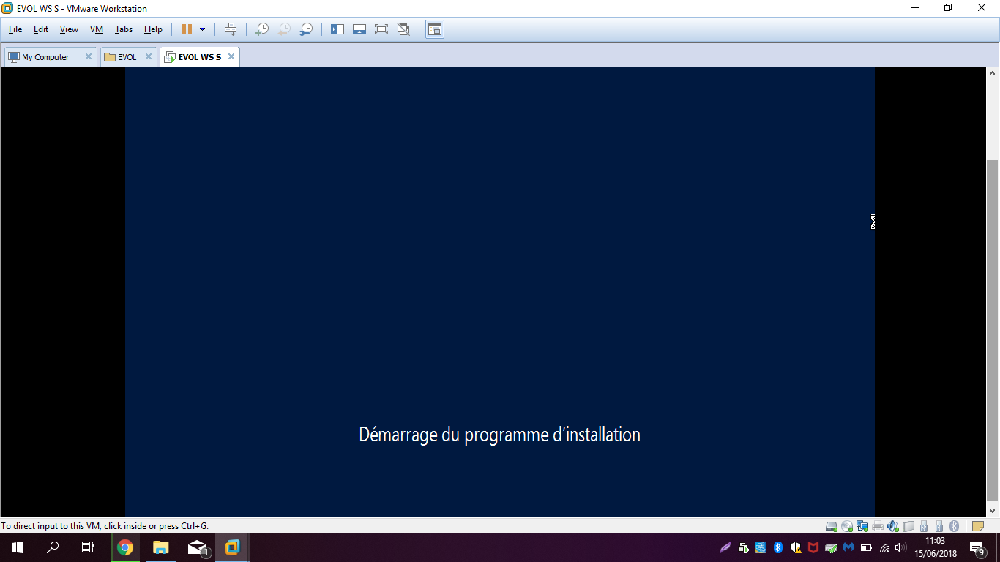 EVOL WS S - VMware Workstation
File Edit View VM Tabs Help
My Computer EVOL EVOL WS S
Démarrage du programme d'installation
To direct input to this VM, click inside or press Ctrl+G.
1
11:03
15/06/2018
9